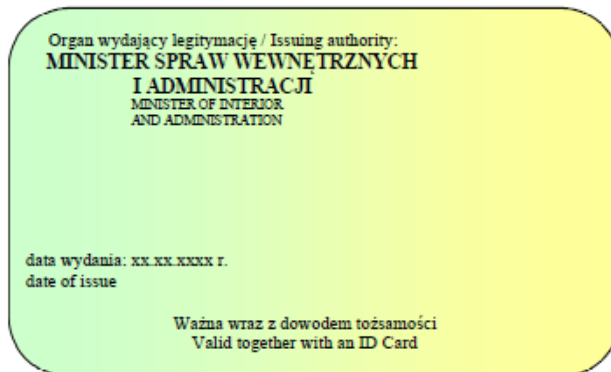 Organ wydający legitymację / Issuing authority:
MINISTER SPRAW WEWNĘTRZNYCH
I ADMINISTRACJI
MINISTER OF INTERIOR
AND ADMINISTRATION
data wydania: xx.xx.xxxx r.
date of issue
Ważna wraz z dowodem tożsamości
Valid together with an ID Card